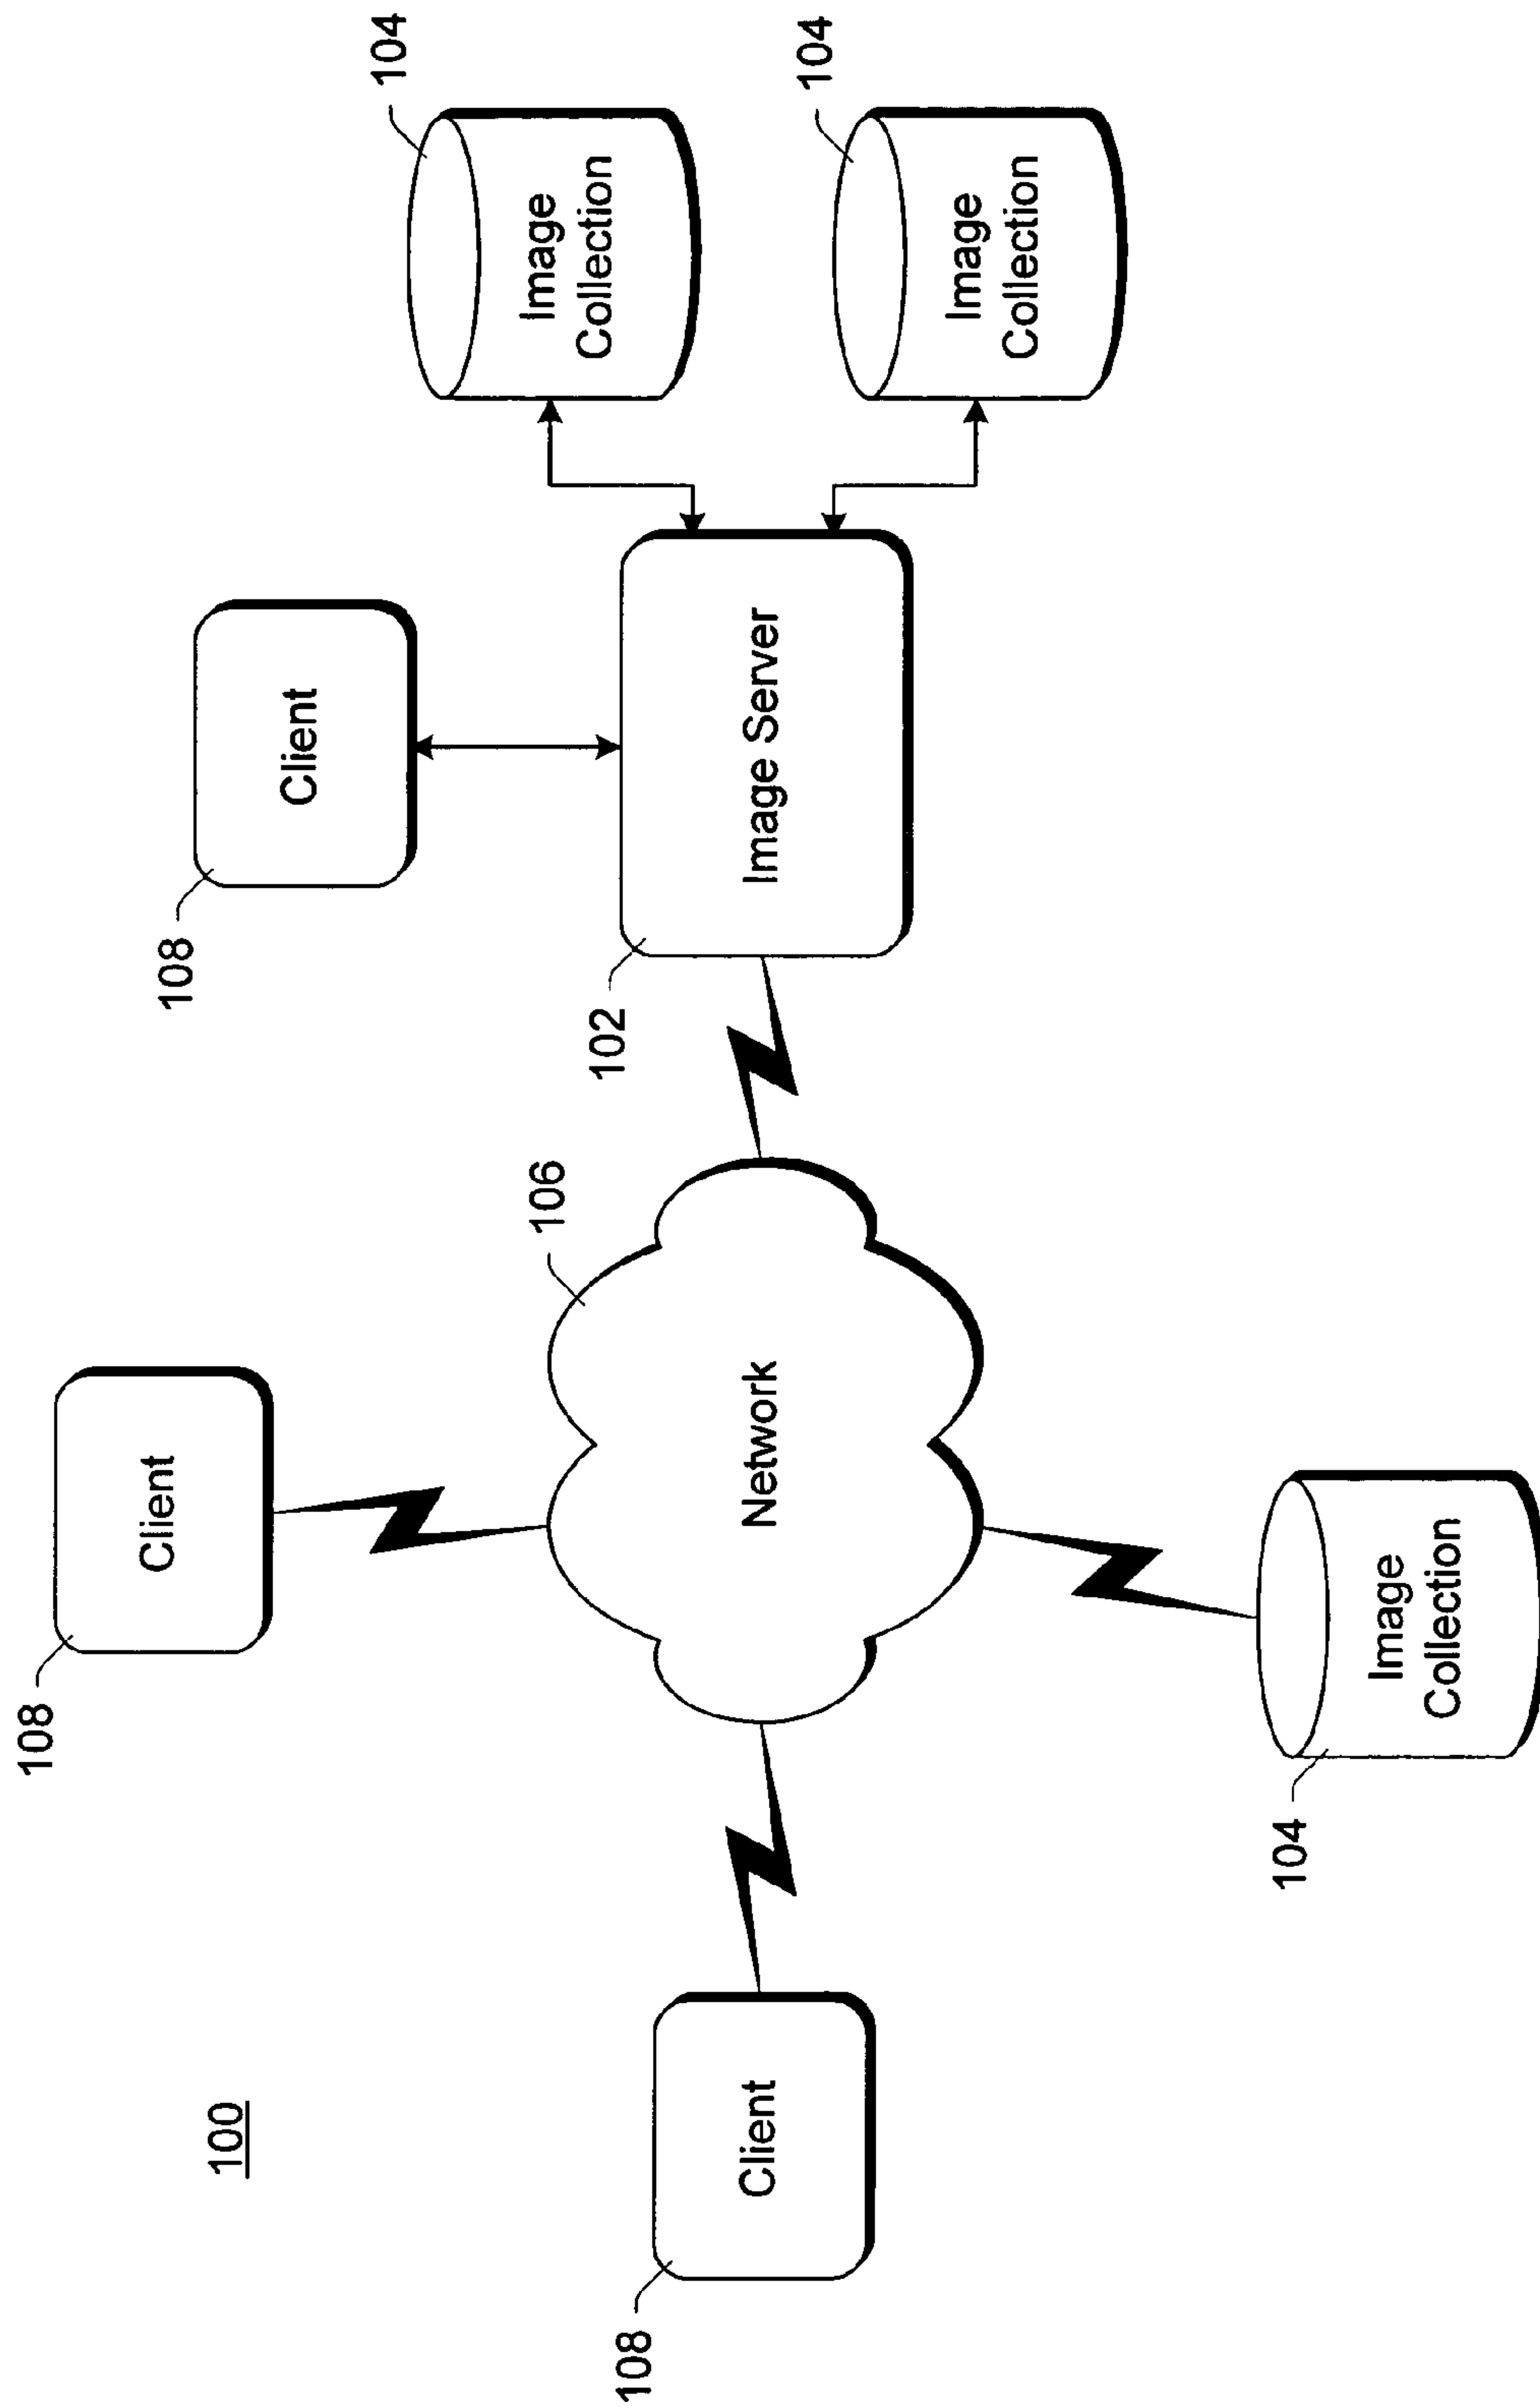 100
108
Client
108
Client
106
Network
104
Image
Collection
108
Client
102
Image Server
104
Image
Collection
104
Image
Collection